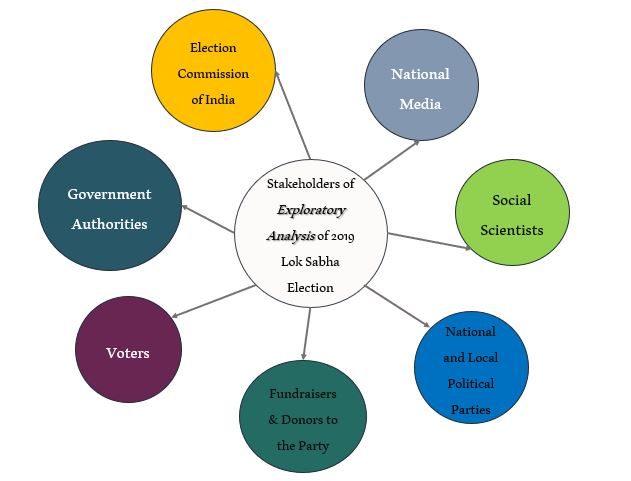 Election
Commission
of India
National
Media
Government
Authorities
Stakeholders of
Exploratory
Analysis of 2019
Lok Sabha
Election
Social
Scientists
Voters
National
and Local
Political
Parties
Fundraisers
& Donors to
the Party